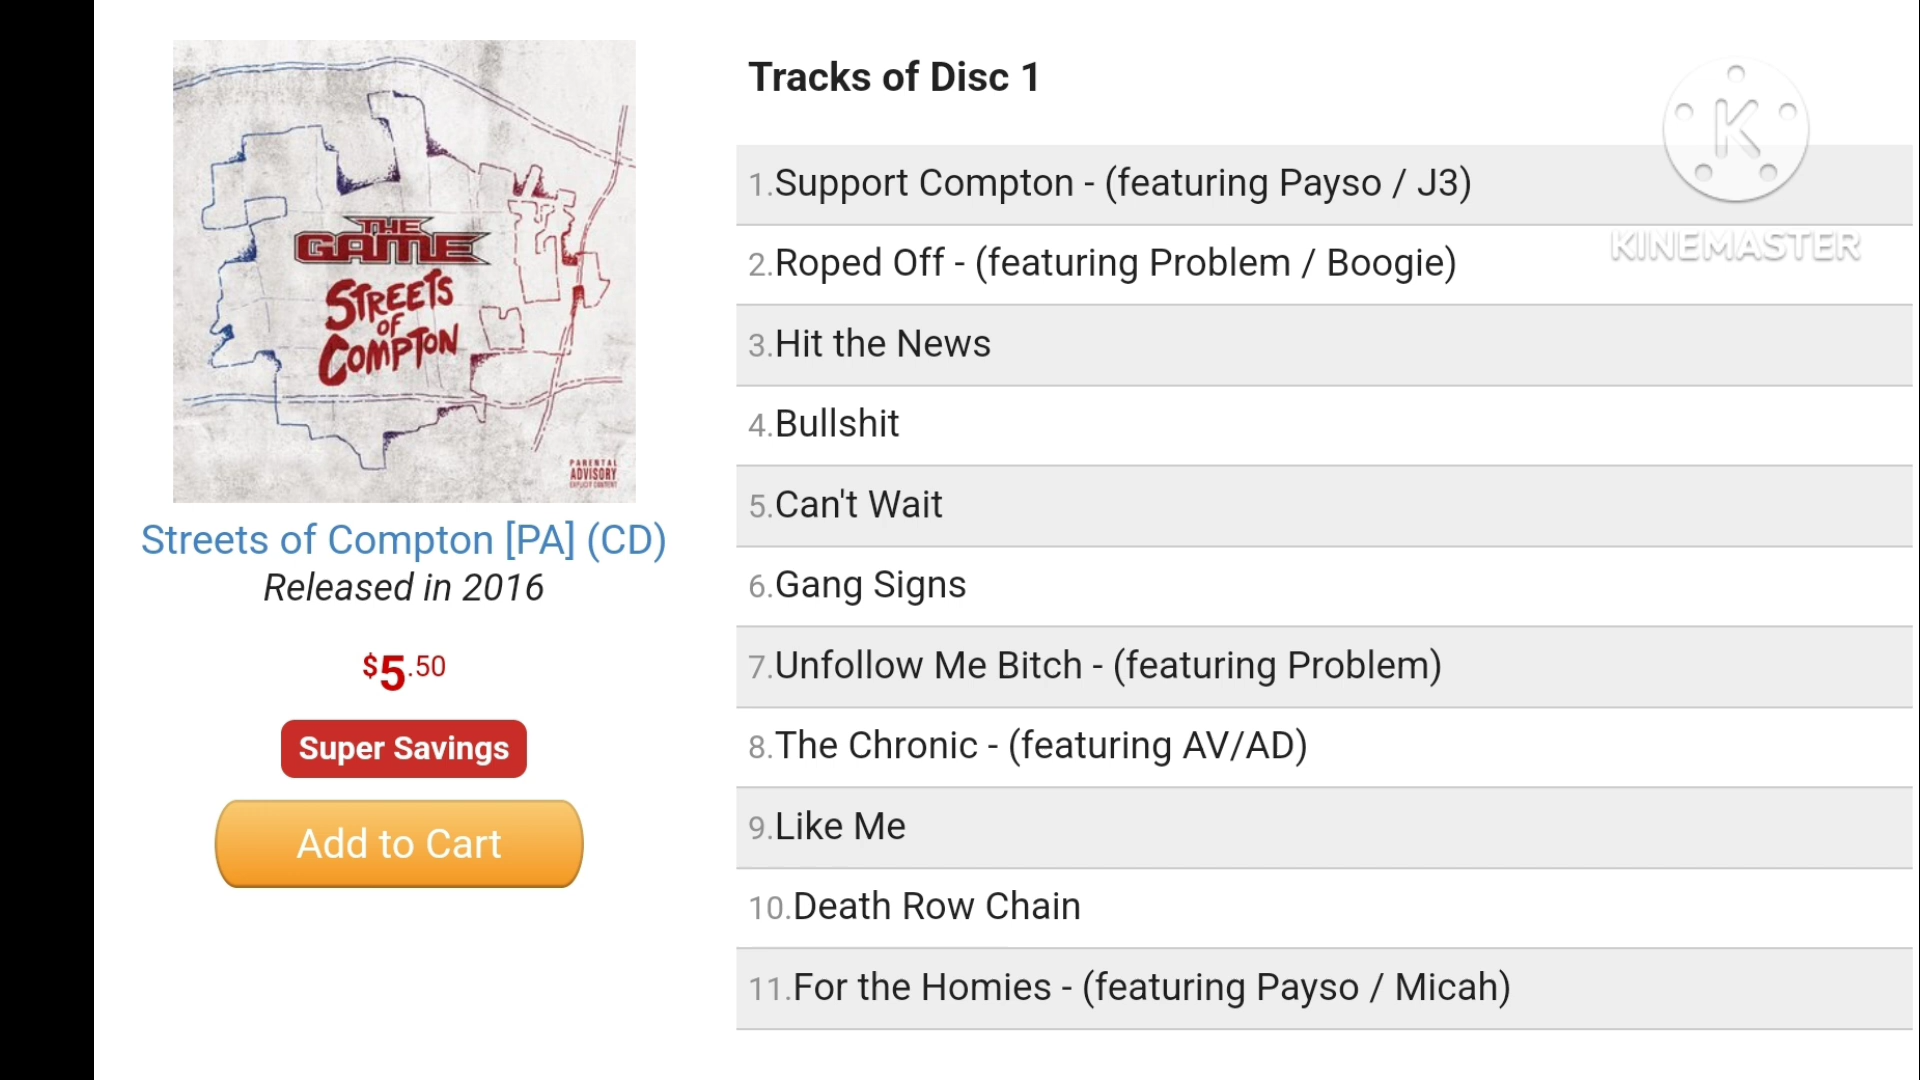 THE
GAME
STREETS
OF
COMPTON
PARENTAL
ADVISORY
EXPLICIT CONTENT
Streets of Compton [PA] (CD)
Released in 2016
$5.50
Super Savings
Add to Cart
Tracks of Disc 1
1.Support Compton - (featuring Payso / J3)
2.Roped Off - (featuring Problem / Boogie)
3.Hit the News
4.Bullshit
5.Can't Wait
6.Gang Signs
7.Unfollow Me Bitch - (featuring Problem)
8.The Chronic - (featuring AV/AD)
9.Like Me
10.Death Row Chain
11.For the Homies - (featuring Payso / Micah)
K
KINEMASTER